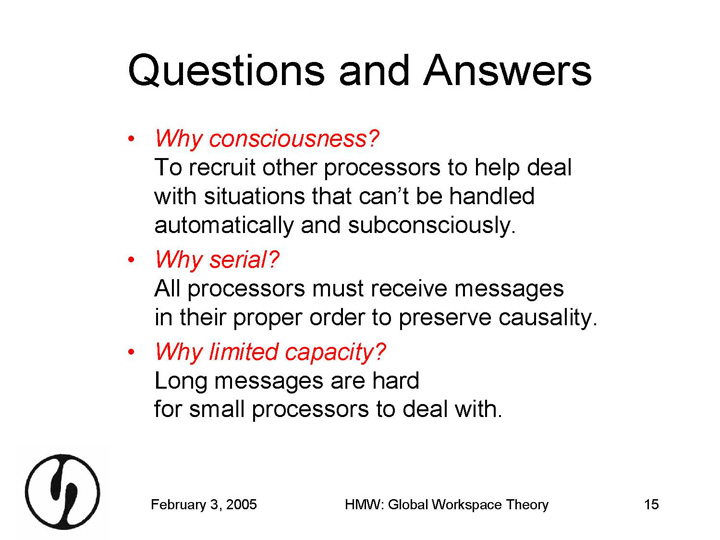 Questions and Answers
• Why consciousness?
To recruit other processors to help deal
with situations that can't be handled
automatically and subconsciously.
• Why serial?
All processors must receive messages
in their proper order to preserve causality.
• Why limited capacity?
Long messages are hard
for small processors to deal with.
February 3, 2005 HMW: Global Workspace Theory 15